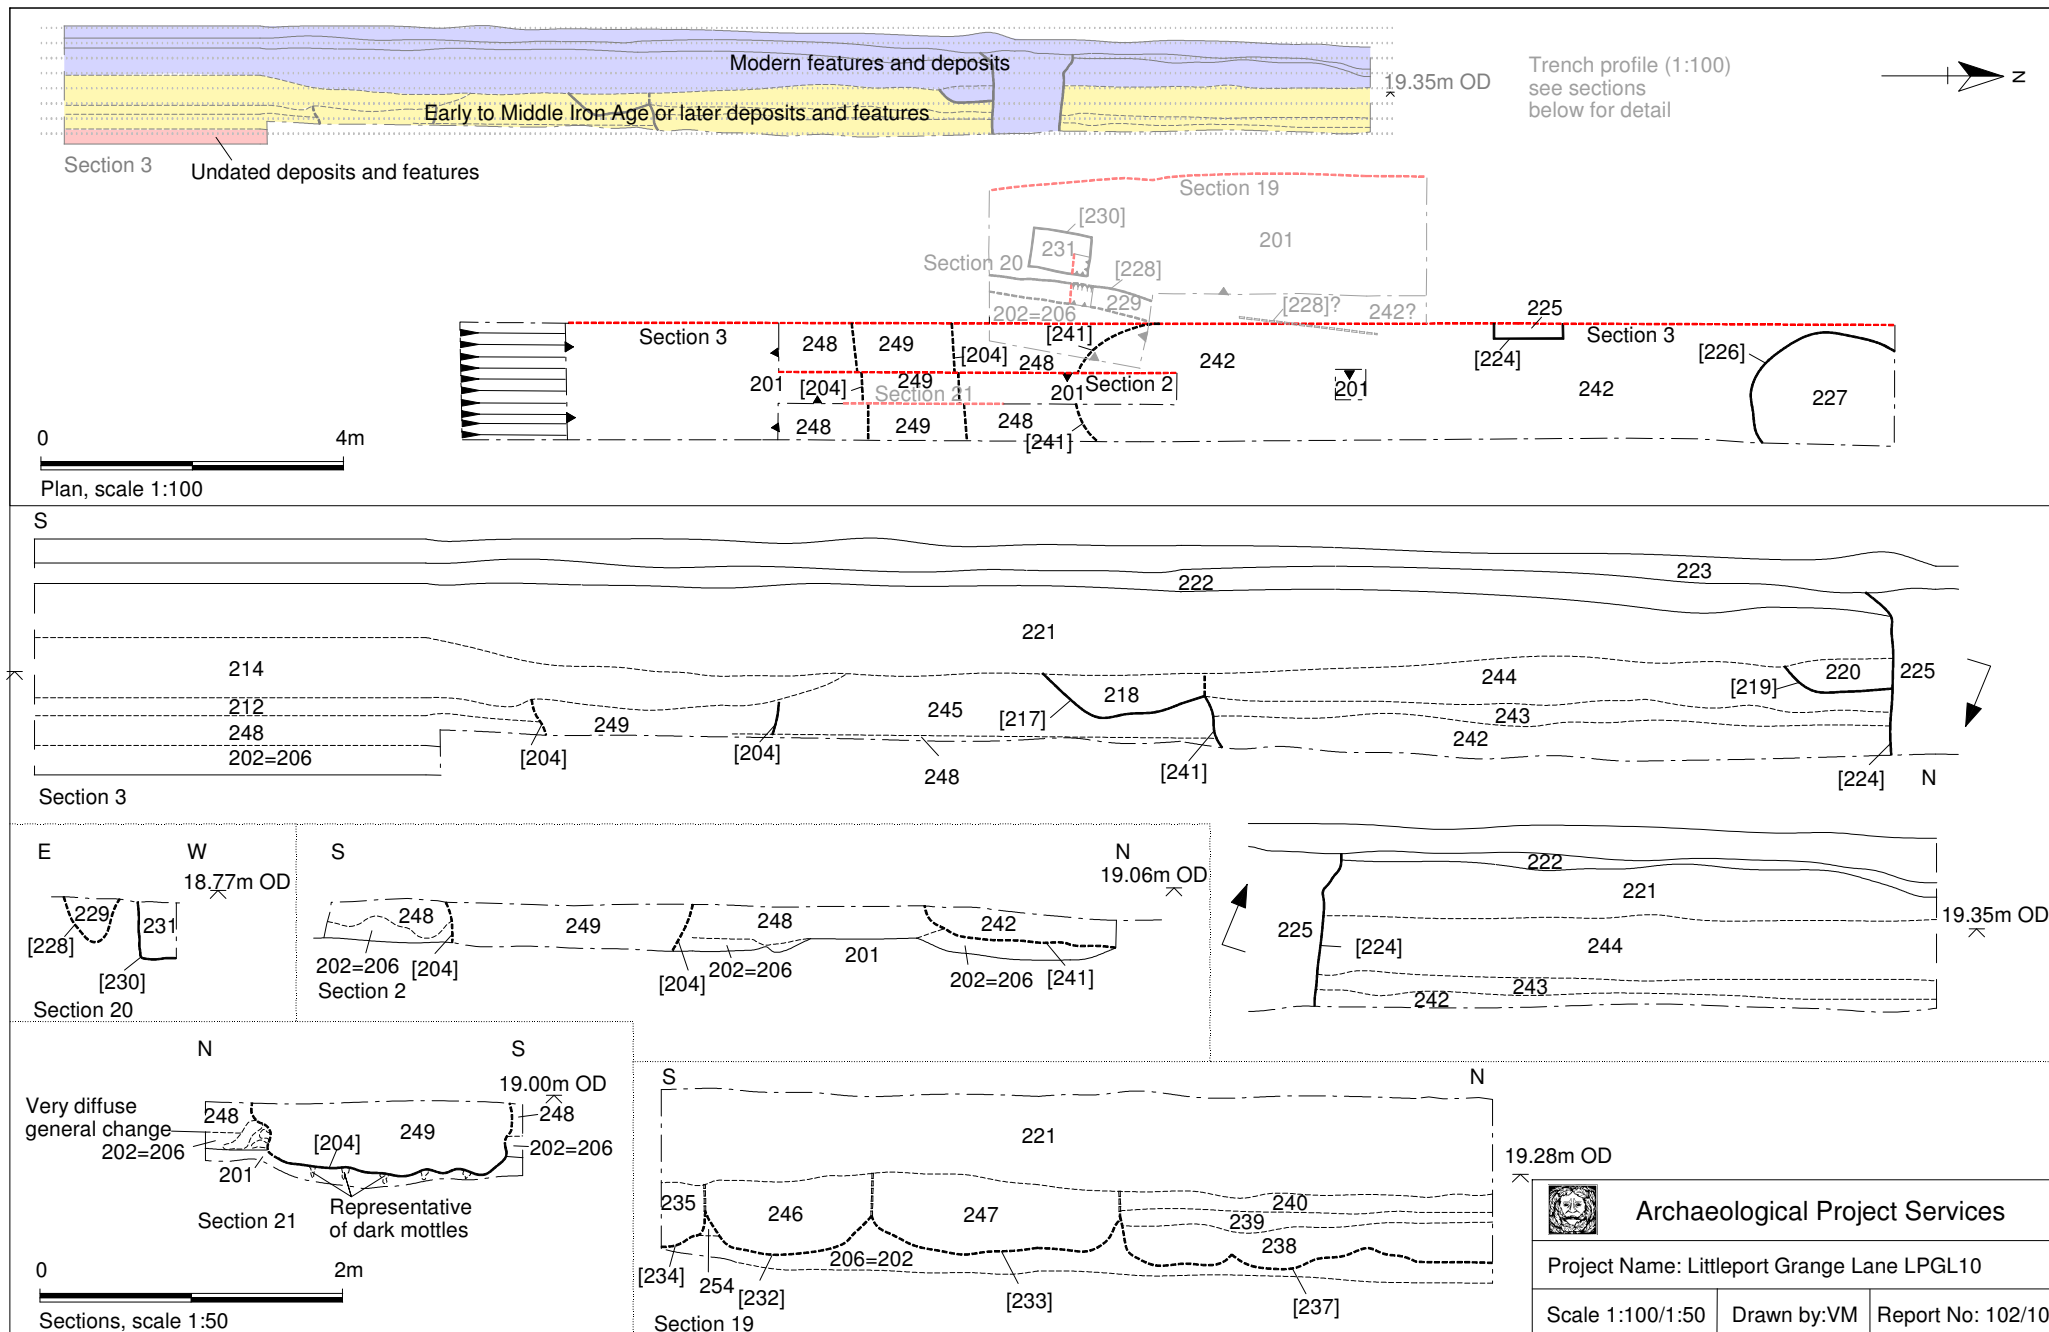 Modern features and deposits
19.35m OD
Trench profile (1:100)
see sections
below for detail
N
Early to Middle Iron Age or later deposits and features
Section 3
Undated deposits and features
Section 19
[230]
231
201
Section 20
[228]
229
[228]?
242?
202=206
225
Section 3
[241]
Section 3
248
249
[204]
248
242
[224]
[226]
201
[204]
249
Section 21
201
Section 2
201
242
227
248
249
248
[241]
0
4m
Plan, scale 1:100
S
223
222
221
214
244
220
225
212
218
[219]
245
[217]
243
249
248
242
202=206
[204]
[204]
248
[241]
[224]
N
Section 3
E
W
18.77m OD
229
231
[228]
[230]
Section 20
S
N
19.06m OD
248
249
248
242
201
202=206
[204]
[204]
202=206
202=206
[241]
Section 2
222
221
19.35m OD
225
[224]
244
243
242
N
S
19.00m OD
Very diffuse
general change
248
248
249
[204]
202=206
202=206
201
Representative
of dark mottles
Section 21
0
2m
Sections, scale 1:50
S
N
221
19.28m OD
235
246
247
240
239
238
206=202
[234]
254
[232]
[233]
[237]
Section 19
Archaeological Project Services
Project Name: Littleport Grange Lane LPGL10
Scale 1:100/1:50
Drawn by:VM
Report No: 102/10